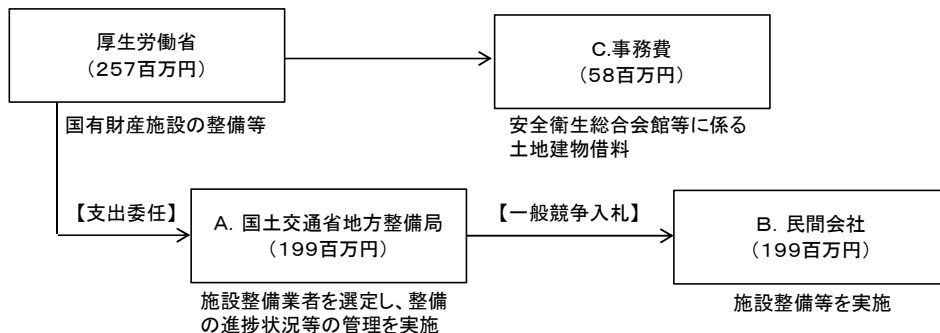 厚生労働省
（257百万円）
C.事務費
（58百万円）
国有財産施設の整備等
安全衛生総合会館等に係る
土地建物借料
【支出委任】
A．国土交通省地方整備局
（199百万円）
【一般競争入札】
B．民間会社
（199百万円）
施設整備業者を選定し、整備
の進捗状況等の管理を実施
施設整備等を実施